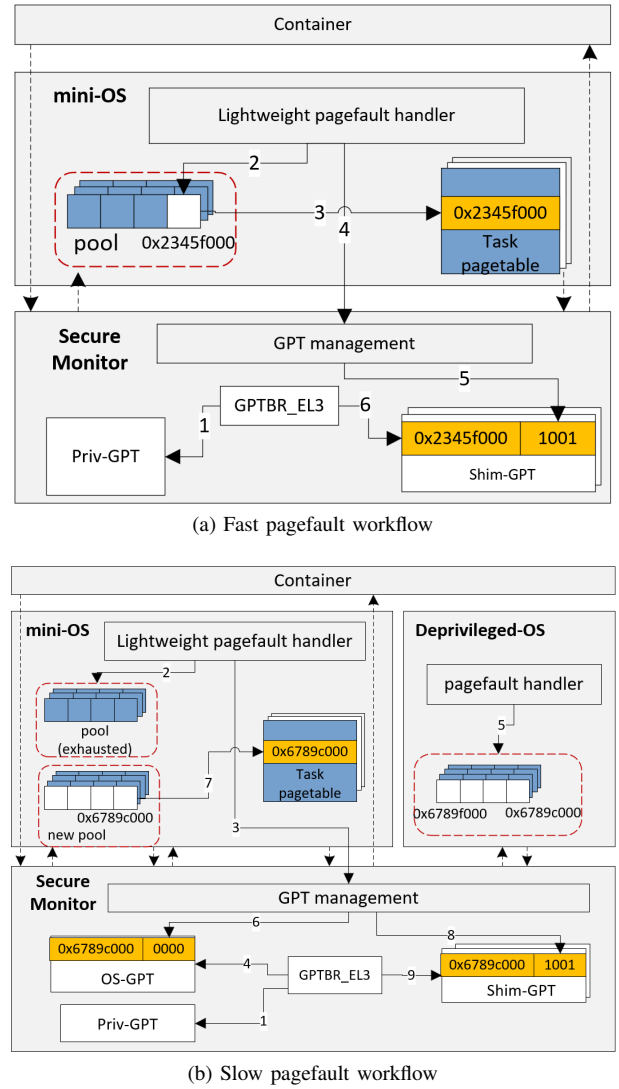 Container
mini-OS
Lightweight pagefault handler
2
3
4
pool
0x2345f000
0x2345f000
Task
pagetable
Secure
Monitor
GPT management
5
GPTBR_EL3
6
1
Priv-GPT
0x2345f000
1001
Shim-GPT
(a) Fast pagefault workflow
Container
mini-OS
Lightweight pagefault handler
2
pool
(exhausted)
0x6789c000
new pool
7
0x6789c000
Task
pagetable
3
Deprivileged-OS
pagefault handler
5
0x6789f000
0x6789c000
Secure
Monitor
GPT management
6
8
0x6789c000
0000
OS-GPT
4
GPTBR_EL3
9
0x6789c000
1001
Shim-GPT
1
Priv-GPT
(b) Slow pagefault workflow